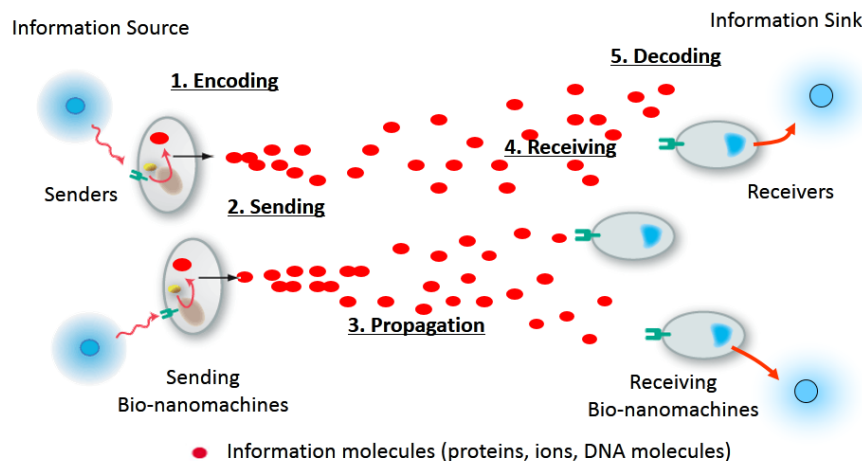 Information Source
Information Sink
1. Encoding
5. Decoding
4. Receiving
Senders
Receivers
2. Sending
3. Propagation
Sending
Bio-nanomachines
Receiving
Bio-nanomachines
Information molecules (proteins, ions, DNA molecules)